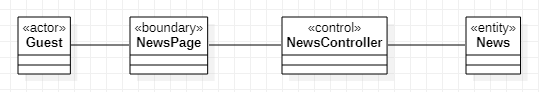 «actor»
Guest
«boundary»
NewsPage
«control»
NewsController
«entity»
News